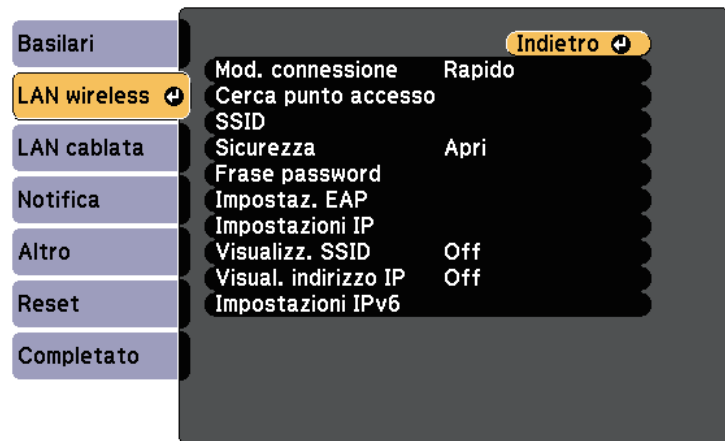 Basilari
LAN wireless
LAN cablata
Notifica
Altro
Reset
Completato
Indietro
Mod. connessione Rapido
Cerca punto accesso
SSID
Sicurezza Apri
Frase password
Impostaz. EAP
Impostazioni IP
Visualizz. SSID Off
Visual. indirizzo IP Off
Impostazioni IPv6